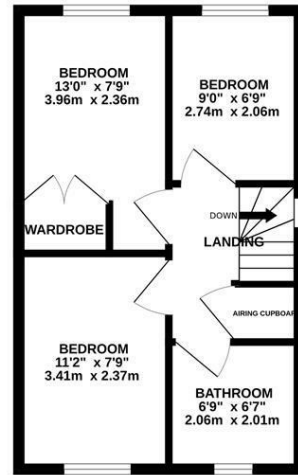 BEDROOM
13'0" x 7'9"
3.96m x 2.36m
BEDROOM
9'0" x 6'9"
2.74m x 2.06m
WARDROBE
DOWN
LANDING
BEDROOM
11'2" x 7'9"
3.41m x 2.37m
AIRING CUPBOAR
BATHROOM
6'9" x 6'7"
2.06m x 2.01m